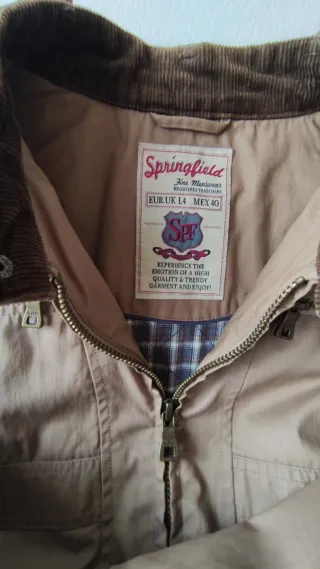 Springfield
Fine Menswear
REGISTERED TRADEMARK
EUR.UK L4 MEX 40
SPF
EXPERIENCE THE
EMOTION OF A HIGH
QUALITY & TRENDY
GARMENT AND ENJOY!